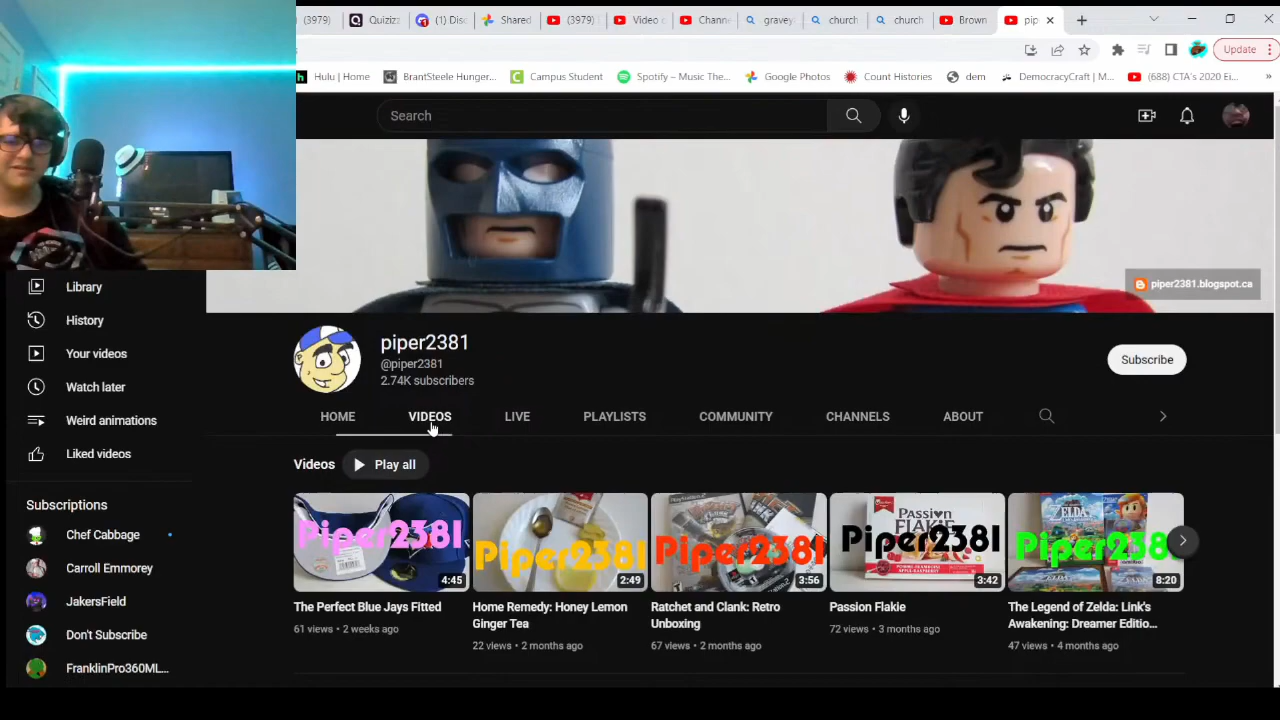 (3979) Quizizz (1) Disc Shared (3979) Video c Channe gravey church church Brown pip
Update
Hulu | Home BrantSteele Hunger... Campus Student Spotify – Music The... Google Photos Count Histories dem DemocracyCraft | M... (688) CTA's 2020 Ei... »
Search
piper2381.blogspot.ca
Library
History
Your videos
Watch later
Weird animations
Liked videos
Subscriptions
Chef Cabbage
Carroll Emmorey
JakersField
Don't Subscribe
FranklinPro360ML...
piper2381
@piper2381
2.74K subscribers
Subscribe
HOME VIDEOS LIVE PLAYLISTS COMMUNITY CHANNELS ABOUT
Videos Play all
Piper2381 Piper2381 Piper2381 Passion FLAKIE Piper2381 ZELDA Piper238
4:45 2:49 3:56 3:42 8:20
The Perfect Blue Jays Fitted
61 views • 2 weeks ago
Home Remedy: Honey Lemon
Ginger Tea
22 views • 2 months ago
Ratchet and Clank: Retro
Unboxing
67 views • 2 months ago
Passion Flakie
72 views • 3 months ago
The Legend of Zelda: Link's
Awakening: Dreamer Editio...
47 views • 4 months ago